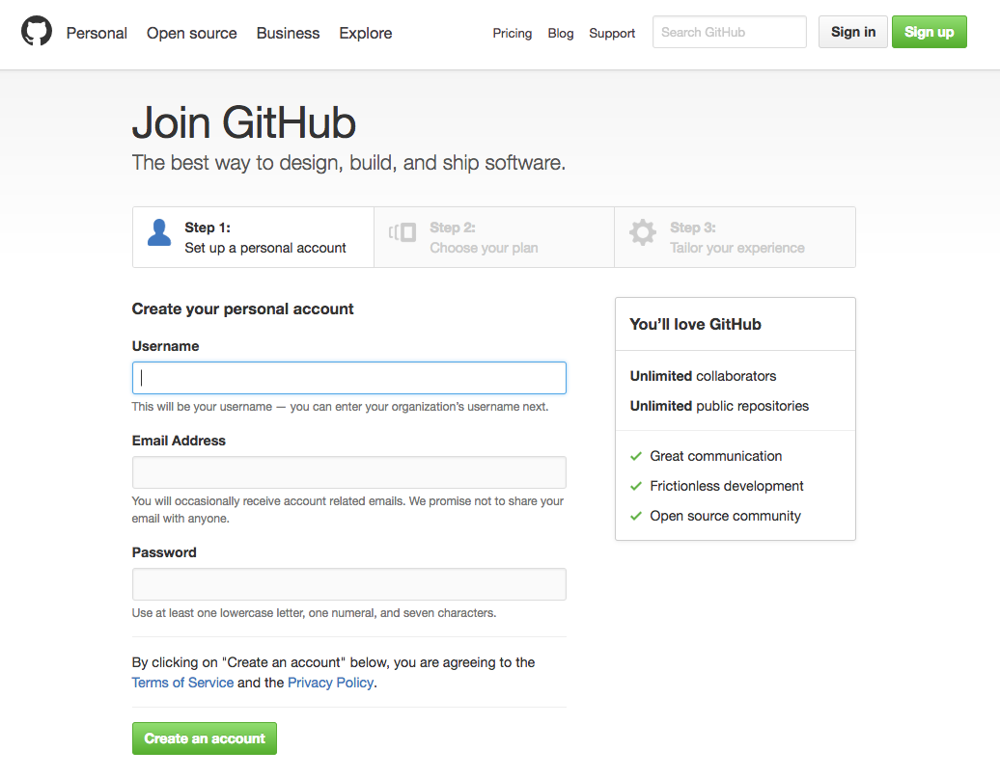 Personal Open source Business Explore Pricing Blog Support Search GitHub Sign in Sign up
Join GitHub
The best way to design, build, and ship software.
Step 1:
Set up a personal account
Step 2:
Choose your plan
Step 3:
Tailor your experience
Create your personal account
Username
This will be your username — you can enter your organization’s username next.
Email Address
You will occasionally receive account related emails. We promise not to share your
email with anyone.
Password
Use at least one lowercase letter, one numeral, and seven characters.
By clicking on "Create an account" below, you are agreeing to the
Terms of Service and the Privacy Policy.
Create an account
You’ll love GitHub
Unlimited collaborators
Unlimited public repositories
Great communication
Frictionless development
Open source community